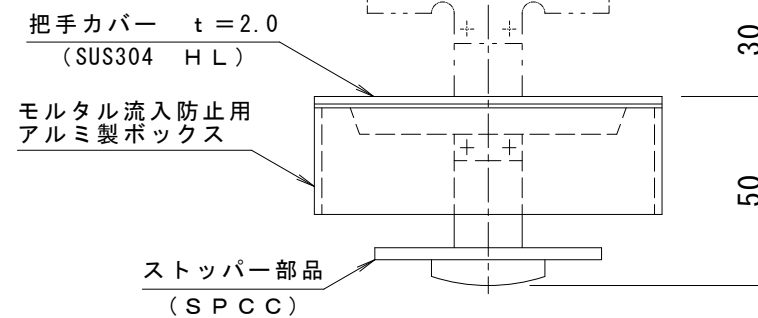 把手カバー ｔ＝2.0
（SUS304 ＨＬ）
30
モルタル流入防止用
アルミ製ボックス
50
ストッパー部品
（ＳＰＣＣ）